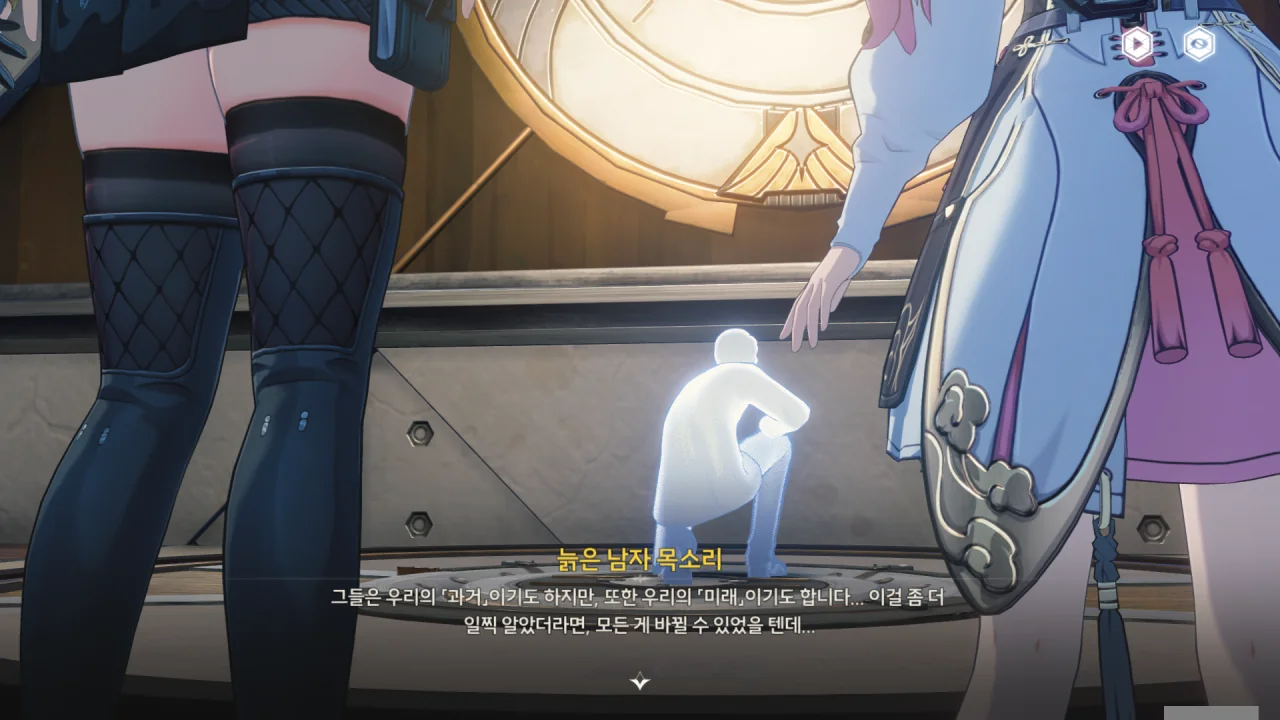 늙은 남자 목소리
그들은 우리의 「과거」이기도 하지만, 또한 우리의 「미래」이기도 합니다... 이걸 좀 더
일찍 알았더라면, 모든 게 바뀔 수 있었을 텐데...